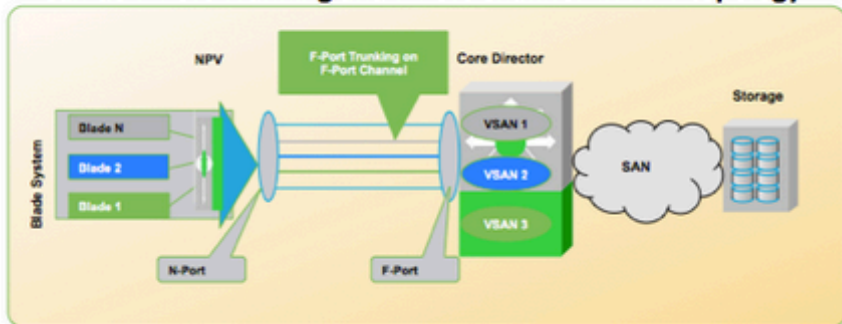 NPV
F-Port Trunking on
F-Port Channel
Core Director
Storage
Blade System
Blade N
Blade 2
Blade 1
VSAN 1
VSAN 2
VSAN 3
SAN
N-Port
F-Port